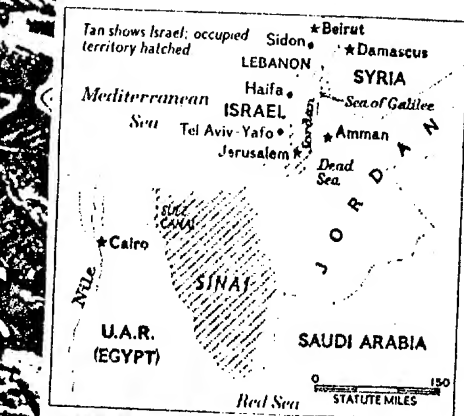 Tan shows Israel; occupied
territory hatched
★Beirut
Sidon
★Damascus
LEBANON
SYRIA
Haifa
Sea of Galilee
Mediterranean
Sea
ISRAEL
Jordan
Tel Aviv-Yafo
★Amman
Jerusalem★
Dead
Sea
JORDAN
SUEZ
CANAL
★Cairo
Nile
SINAI
U.A.R.
(EGYPT)
SAUDI ARABIA
Red Sea
0 150
STATUTE MILES